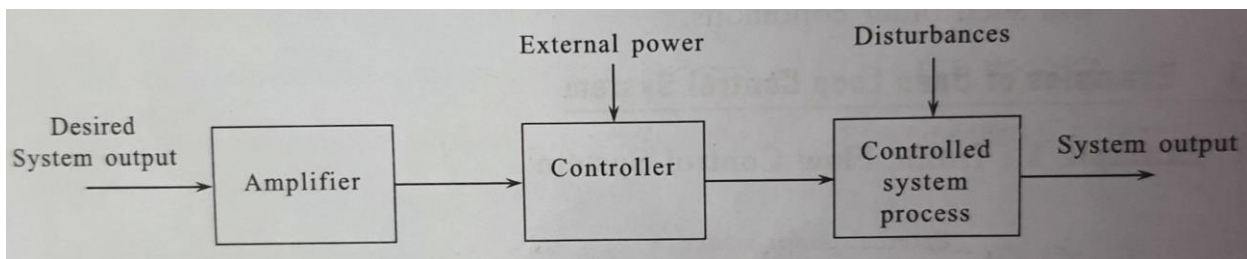 External power
Disturbances
Desired
System output
Amplifier
Controller
Controlled
system
process
System output